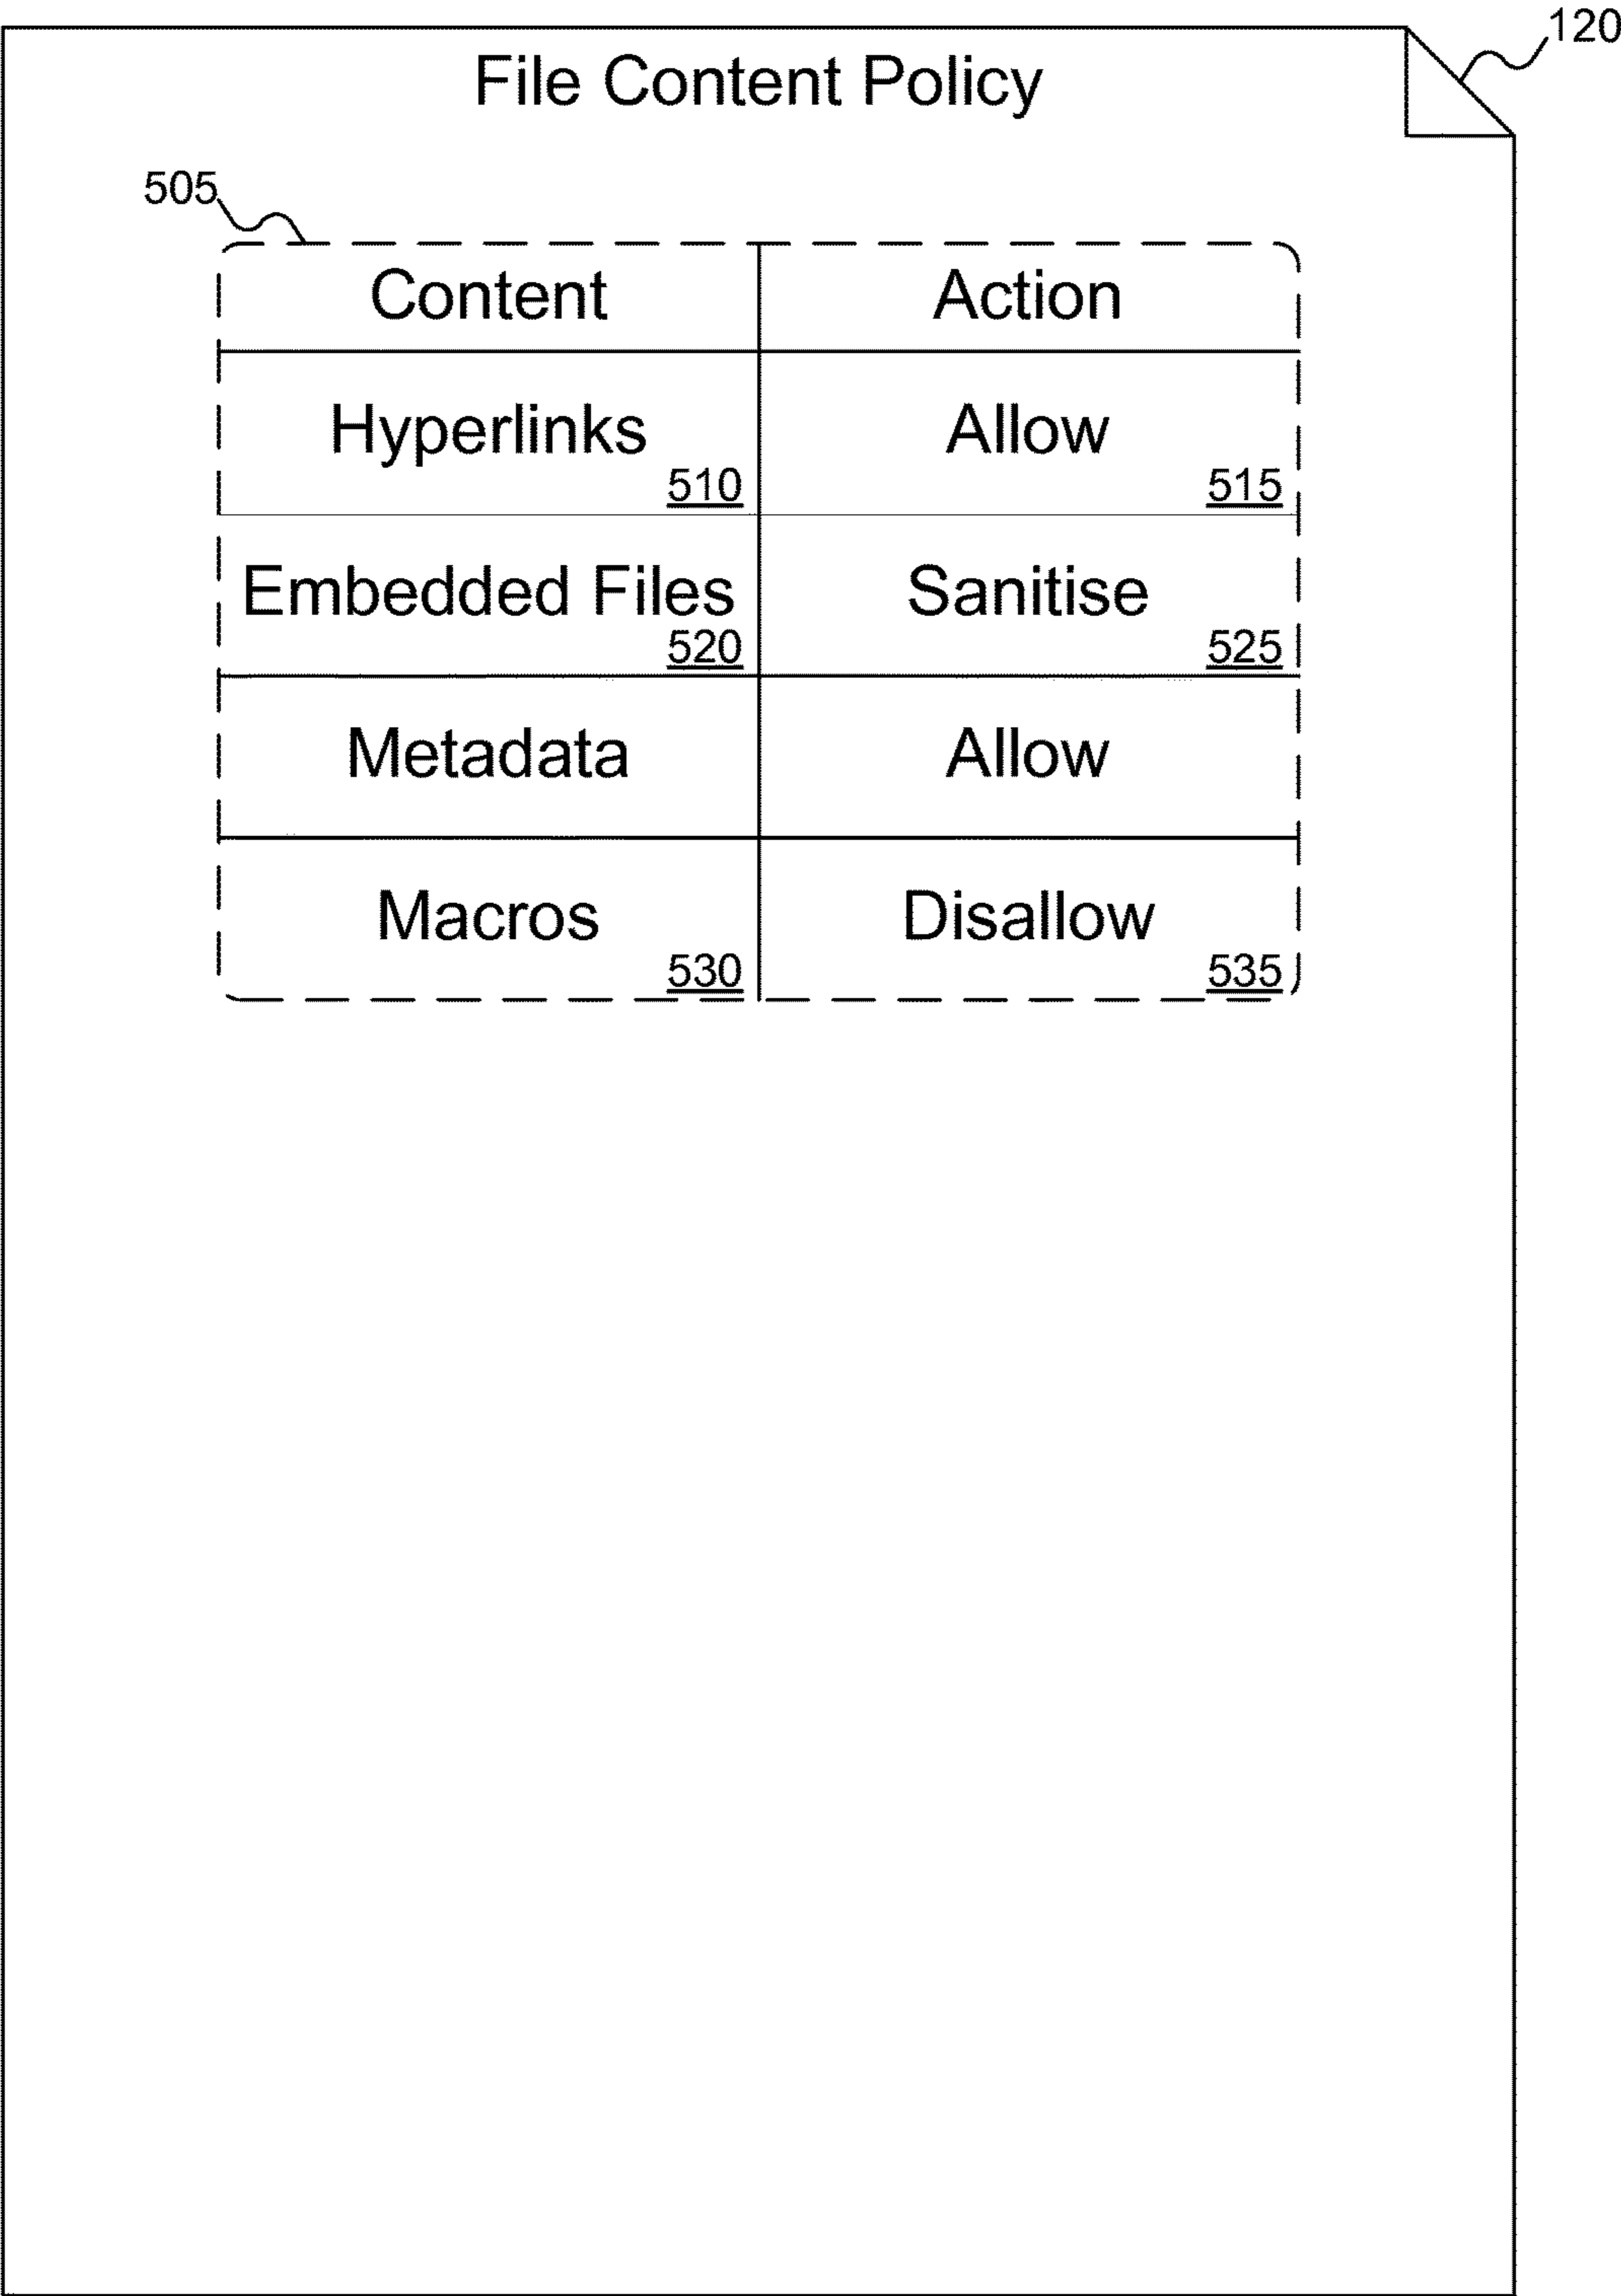 120
File Content Policy
505
Content Action
Hyperlinks Allow
510 515
Embedded Files Sanitise
520 525
Metadata Allow
Macros Disallow
530 535